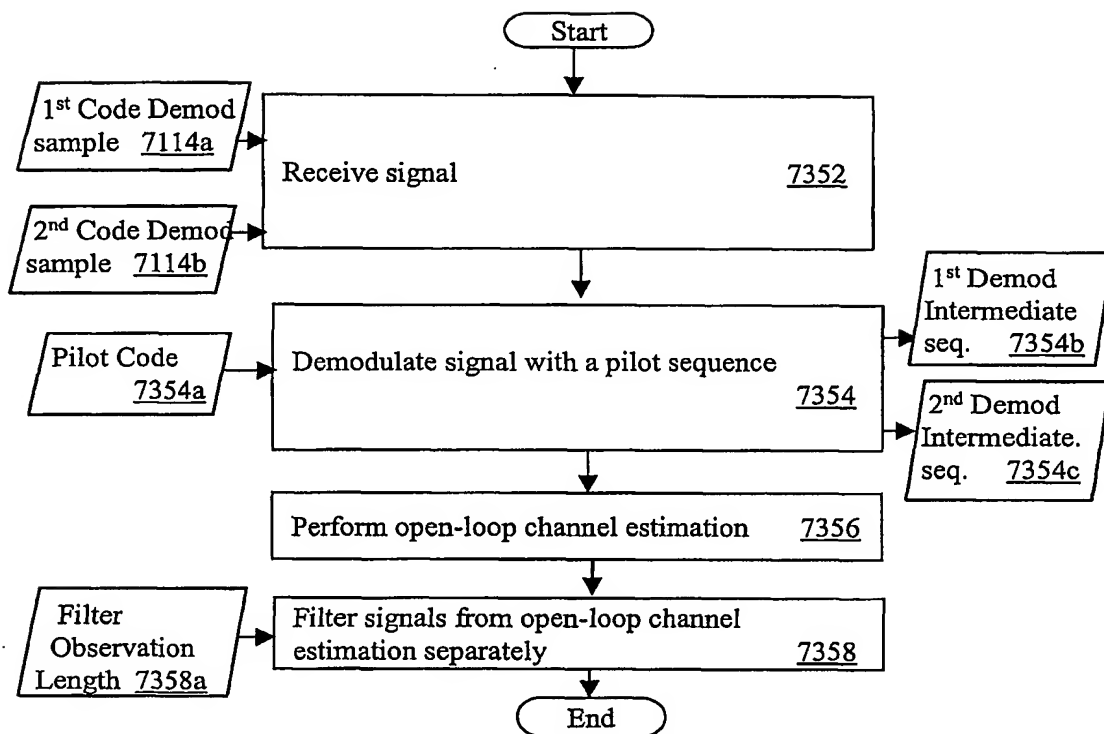 Start
1st Code Demod
sample 7114a
Receive signal 7352
2nd Code Demod
sample 7114b
1st Demod
Intermediate
seq. 7354b
Pilot Code
7354a
Demodulate signal with a pilot sequence
7354
2nd Demod
Intermediate.
seq. 7354c
Perform open-loop channel estimation 7356
Filter
Observation
Length 7358a
Filter signals from open-loop channel
estimation separately 7358
End